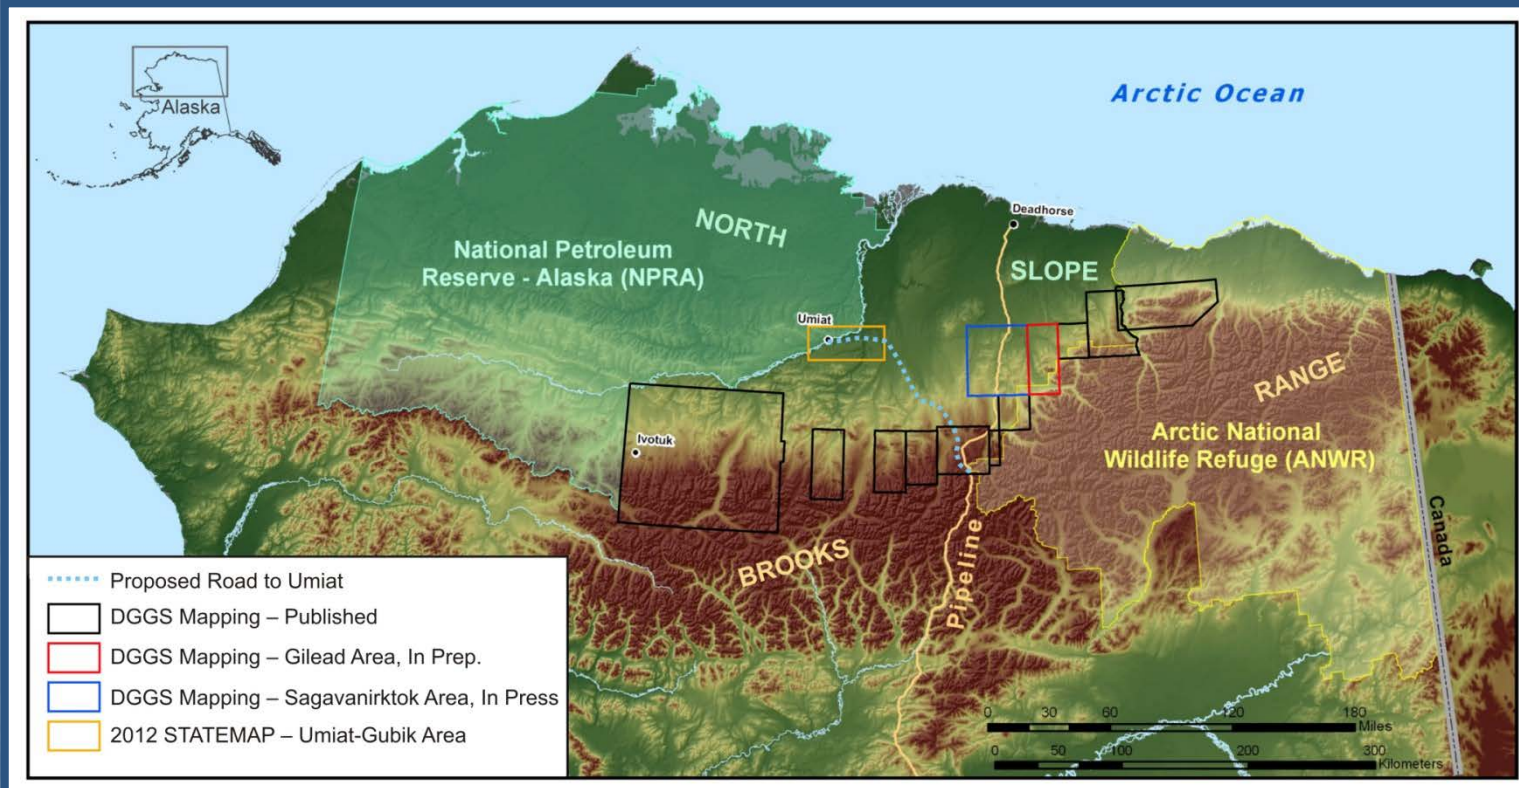 Alaska
Arctic Ocean
Deadhorse
NORTH
National Petroleum
Reserve - Alaska (NPRA)
SLOPE
Umiat
RANGE
Ivotuk
Arctic National
Wildlife Refuge (ANWR)
Canada
BROOKS
Pipeline
Proposed Road to Umiat
DGGS Mapping – Published
DGGS Mapping – Gilead Area, In Prep.
DGGS Mapping – Sagavanirktok Area, In Press
2012 STATEMAP – Umiat-Gubik Area
0 30 60 120 180
Miles
0 50 100 200 300
Kilometers